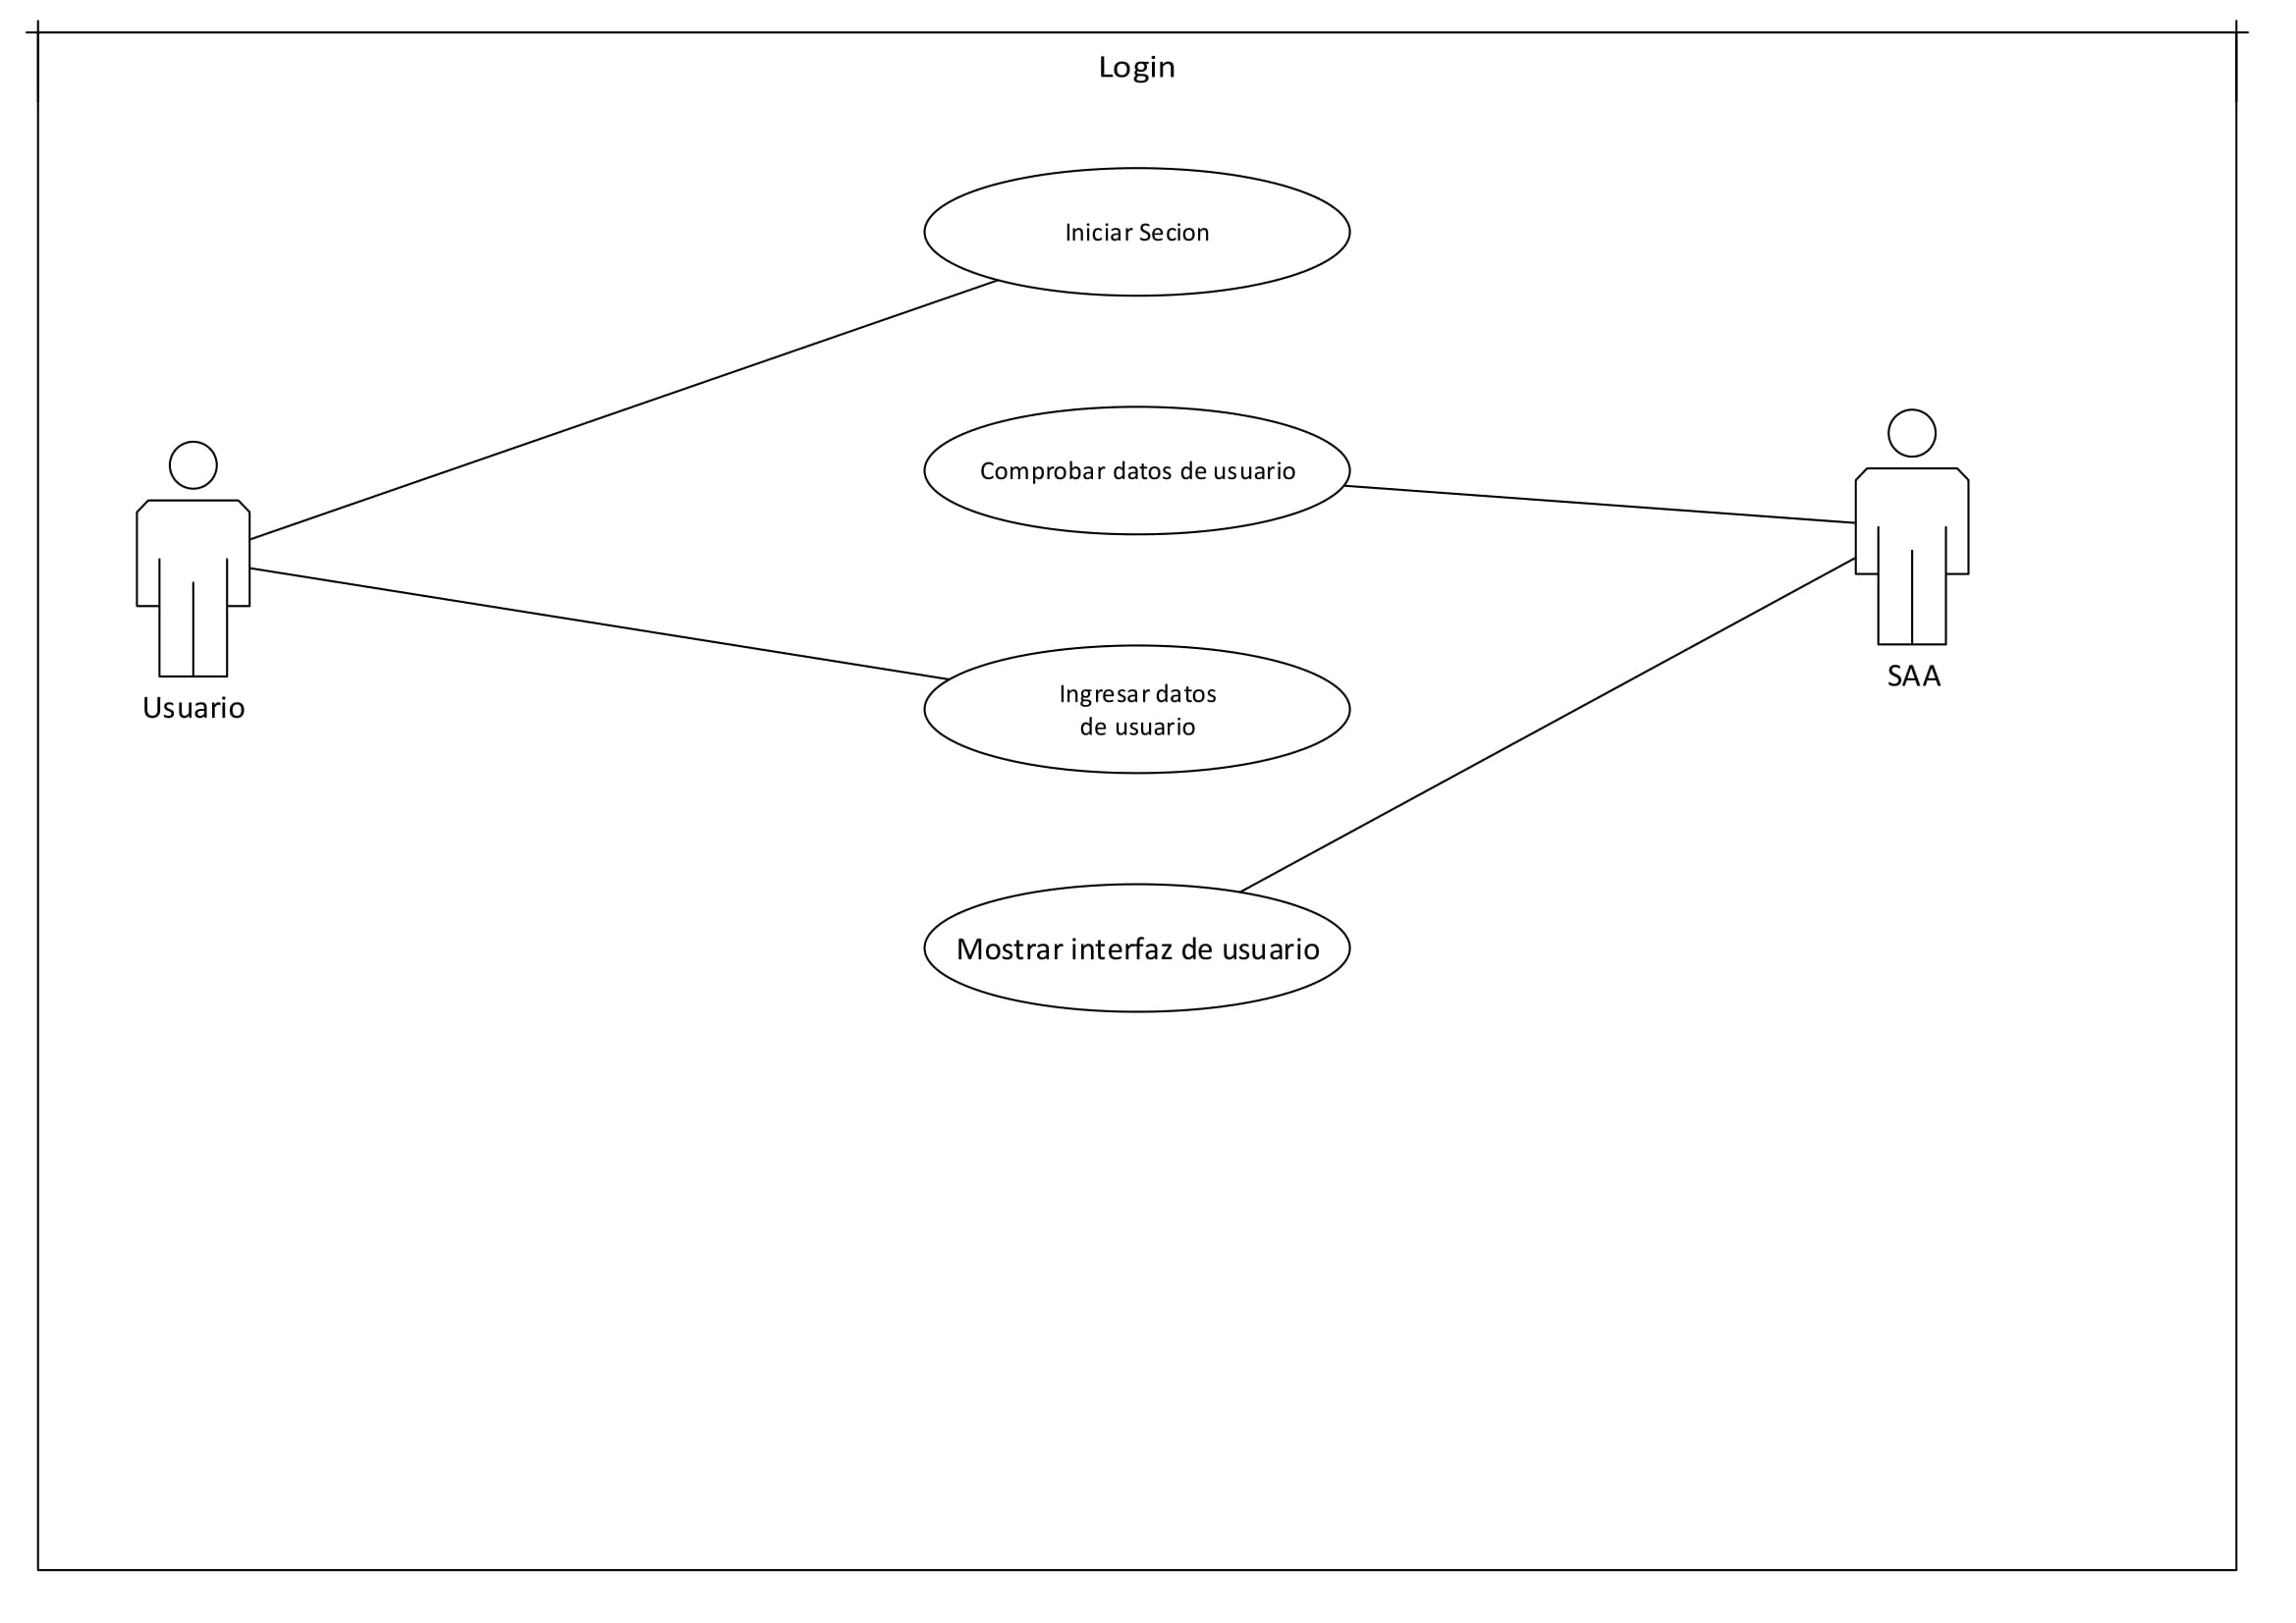 Login
Iniciar Secion
Comprobar datos de usuario
Usuario
Ingresar datos
de usuario
SAA
Mostrar interfaz de usuario